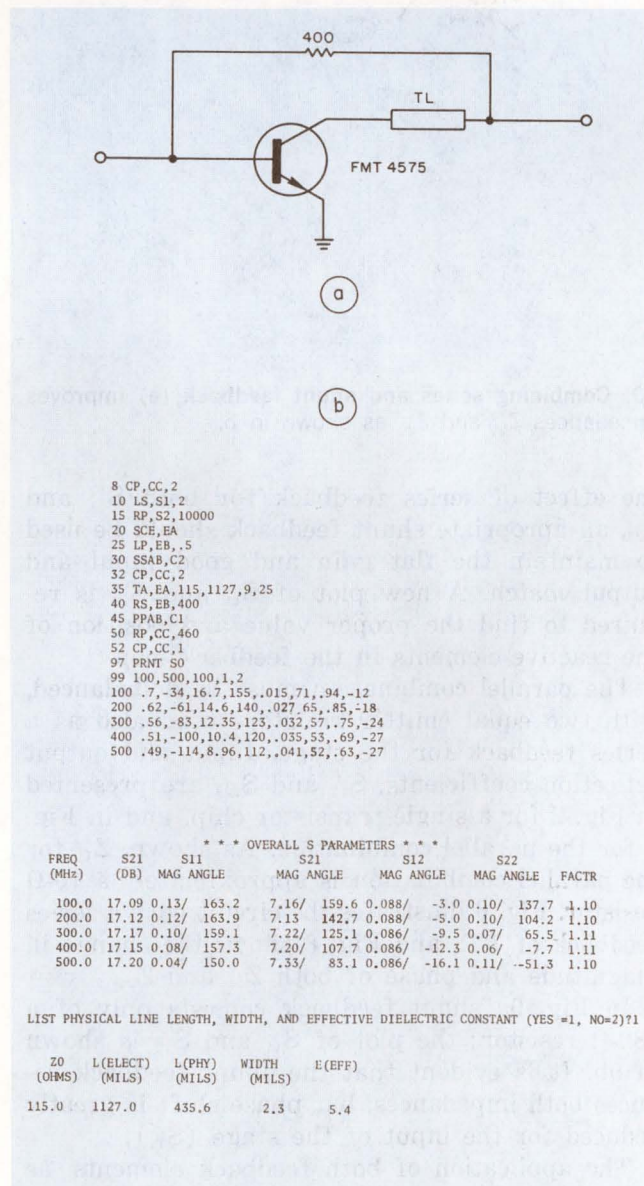 400
TL
FMT 4575
a
b
8 CP,CC,2
10 LS,S1,2
15 RP,S2,10000
20 SCE,EA
25 LP,EB,.5
30 SSAB,C2
32 CP,CC,2
35 TA,EA,115,1127,9,25
40 RS,EB,400
45 PPAB,C1
50 RP,CC,460
52 CP,CC,1
97 PRNT SO
99 100,500,100,1,2
100 .7,-34,16.7,155,.015,71,.94,-12
200 .62,-61,14.6,140,.027,65,.85,-18
300 .56,-83,12.35,123,.032,57,.75,-24
400 .51,-100,10.4,120,.035,53,.69,-27
500 .49,-114,8.96,112,.041,52,.63,-27
* * * OVERALL S PARAMETERS * * *
FREQ S21 S11 S21 S12 S22
(MHz) (DB) MAG ANGLE MAG ANGLE MAG ANGLE MAG ANGLE FACTR
100.0 17.09 0.13/ 163.2 7.16/ 159.6 0.088/ -3.0 0.10/ 137.7 1.10
200.0 17.12 0.12/ 163.9 7.13 142.1 0.088/ -5.0 0.10/ 104.7 1.10
300.0 17.17 0.10/ 159.1 7.22/ 125.1 0.086/ -9.5 0.07/ 65.5 1.11
400.0 17.15 0.08/ 157.3 7.20/ 107.0 0.086/ -12.3 0.06/ -7.7 1.11
500.0 17.20 0.04/ 150.0 7.33/ 83.1 0.086/ -16.1 0.11/ --51.3 1.10
LIST PHYSICAL LINE LENGTH, WIDTH, AND EFFECTIVE DIELECTRIC CONSTANT (YES =1, NO=2)?1
ZO L(ELECT) L(PHY) WIDTH E(EFF)
(OHMS) (MILS) (MILS) (MILS)
115.0 1127.0 435.6 2.3 5.4